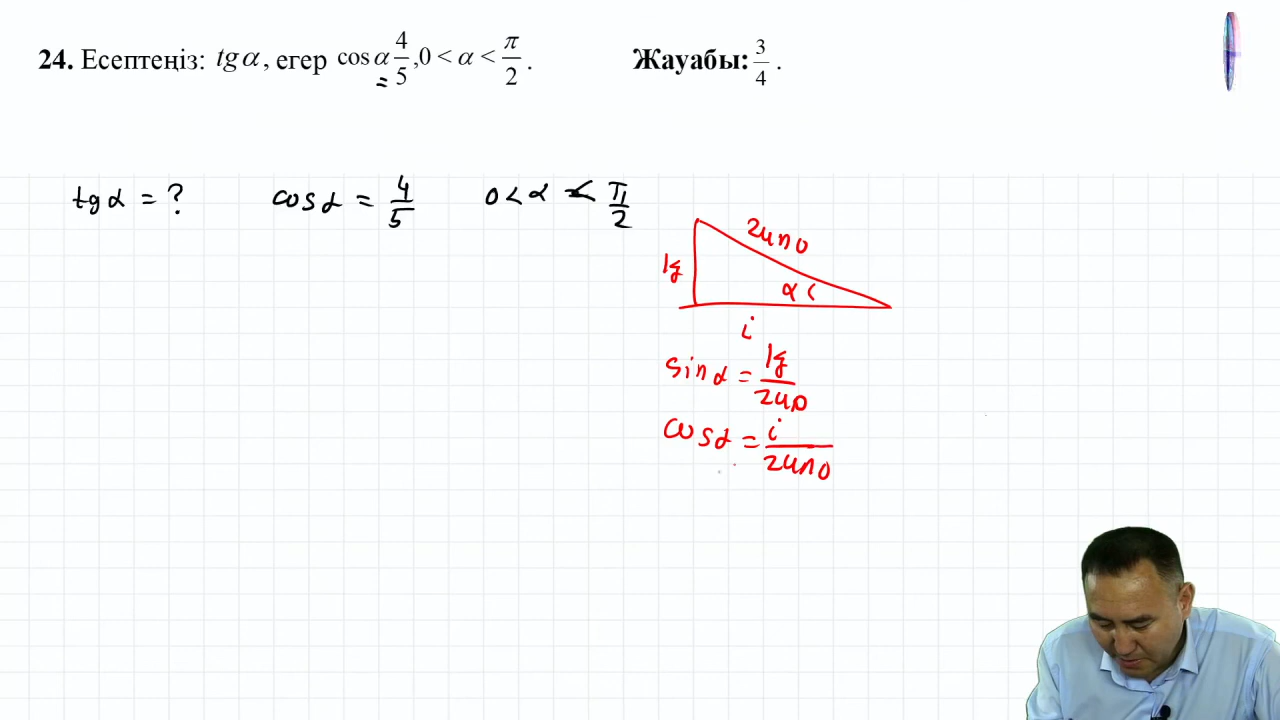 24. Есептеңіз: tgα, егер cos α 4/5, 0 < α < π/2. Жауабы: 3/4.
=
tgα = ? cosα = 4/5 0 < α < π/2
гипо
қ
α
i
sinα = қ/гипо
cosα = i/гипо